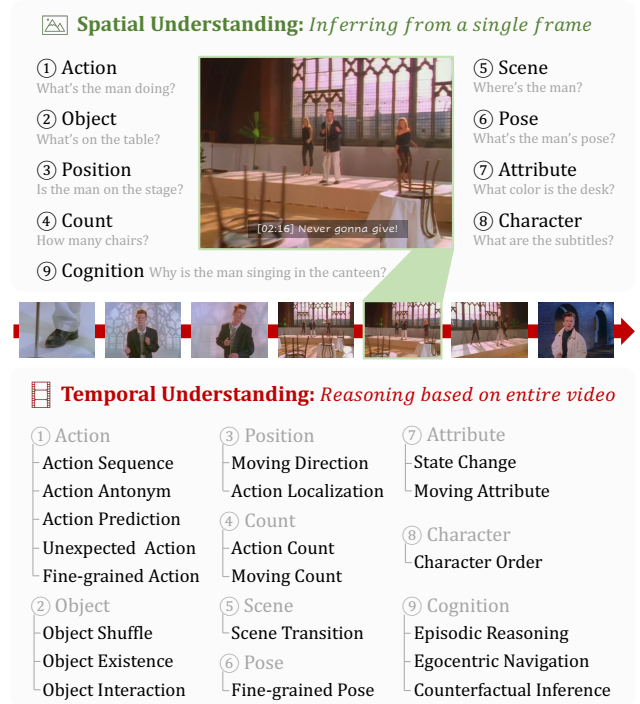 Spatial Understanding: Inferring from a single frame
① Action
What's the man doing?
② Object
What's on the table?
③ Position
Is the man on the stage?
④ Count
How many chairs?
[02:16] Never gonna give!
⑤ Scene
Where's the man?
⑥ Pose
What's the man's pose?
⑦ Attribute
What color is the desk?
⑧ Character
What are the subtitles?
⑨ Cognition Why is the man singing in the canteen?
Temporal Understanding: Reasoning based on entire video
① Action
Action Sequence
Action Antonym
Action Prediction
Unexpected Action
Fine-grained Action
② Object
Object Shuffle
Object Existence
Object Interaction
③ Position
Moving Direction
Action Localization
④ Count
Action Count
Moving Count
⑤ Scene
Scene Transition
⑥ Pose
Fine-grained Pose
⑦ Attribute
State Change
Moving Attribute
⑧ Character
Character Order
⑨ Cognition
Episodic Reasoning
Egocentric Navigation
Counterfactual Inference